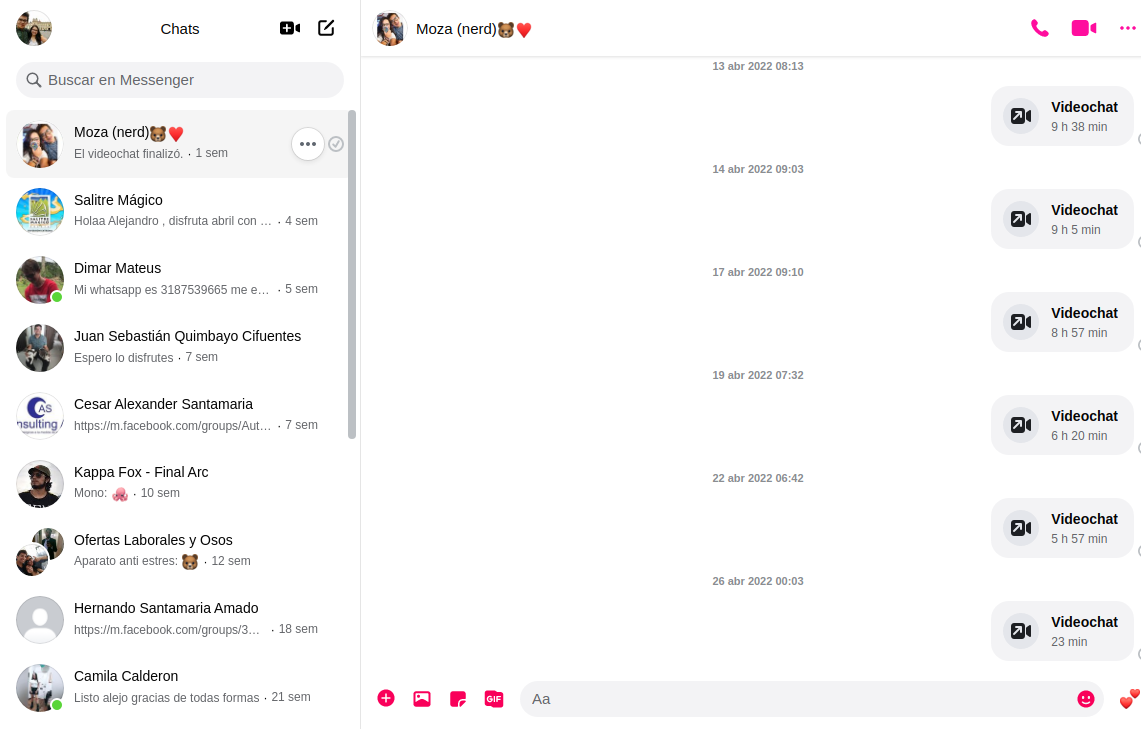 Chats
Buscar en Messenger
Moza (nerd)🐻❤️
El videochat finalizó. · 1 sem
Salitre Mágico
Holaa Alejandro , disfruta abril con … · 4 sem
Dimar Mateus
Mi whatsapp es 3187539665 me e… · 5 sem
Juan Sebastián Quimbayo Cifuentes
Espero lo disfrutes · 7 sem
Cesar Alexander Santamaria
https://m.facebook.com/groups/Aut… · 7 sem
Kappa Fox - Final Arc
Mono: 🐙 · 10 sem
Ofertas Laborales y Osos
Aparato anti estres: 🐻 · 12 sem
Hernando Santamaria Amado
https://m.facebook.com/groups/3… · 18 sem
Camila Calderon
Listo alejo gracias de todas formas · 21 sem
Moza (nerd)🐻❤️
13 abr 2022 08:13
Videochat
9 h 38 min
14 abr 2022 09:03
Videochat
9 h 5 min
17 abr 2022 09:10
Videochat
8 h 57 min
19 abr 2022 07:32
Videochat
6 h 20 min
22 abr 2022 06:42
Videochat
5 h 57 min
26 abr 2022 00:03
Videochat
23 min
GIF
Aa